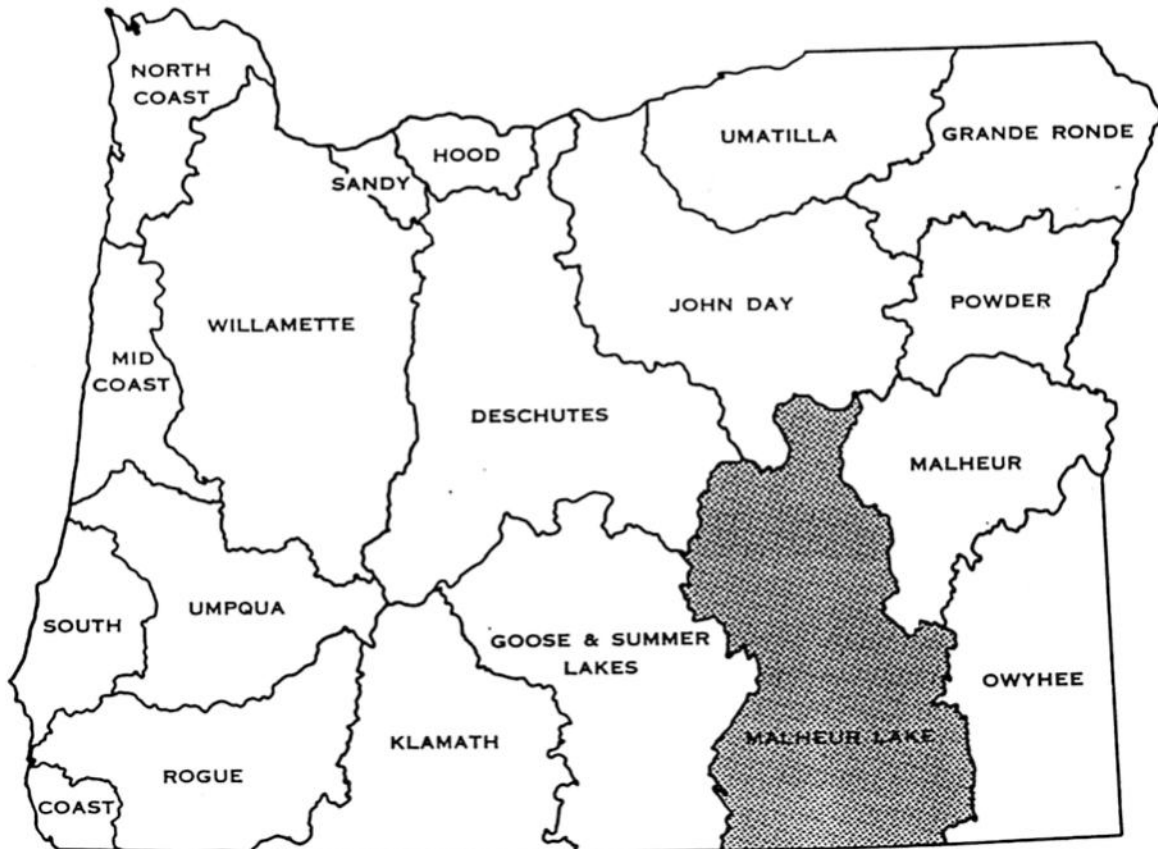 NORTH
COAST
UMATILLA
GRANDE RONDE
HOOD
SANDY
JOHN DAY
POWDER
WILLAMETTE
MID
COAST
DESCHUTES
MALHEUR
UMPQUA
SOUTH
GOOSE & SUMMER
LAKES
OWYHEE
KLAMATH
MALHEUR LAKE
ROGUE
COAST